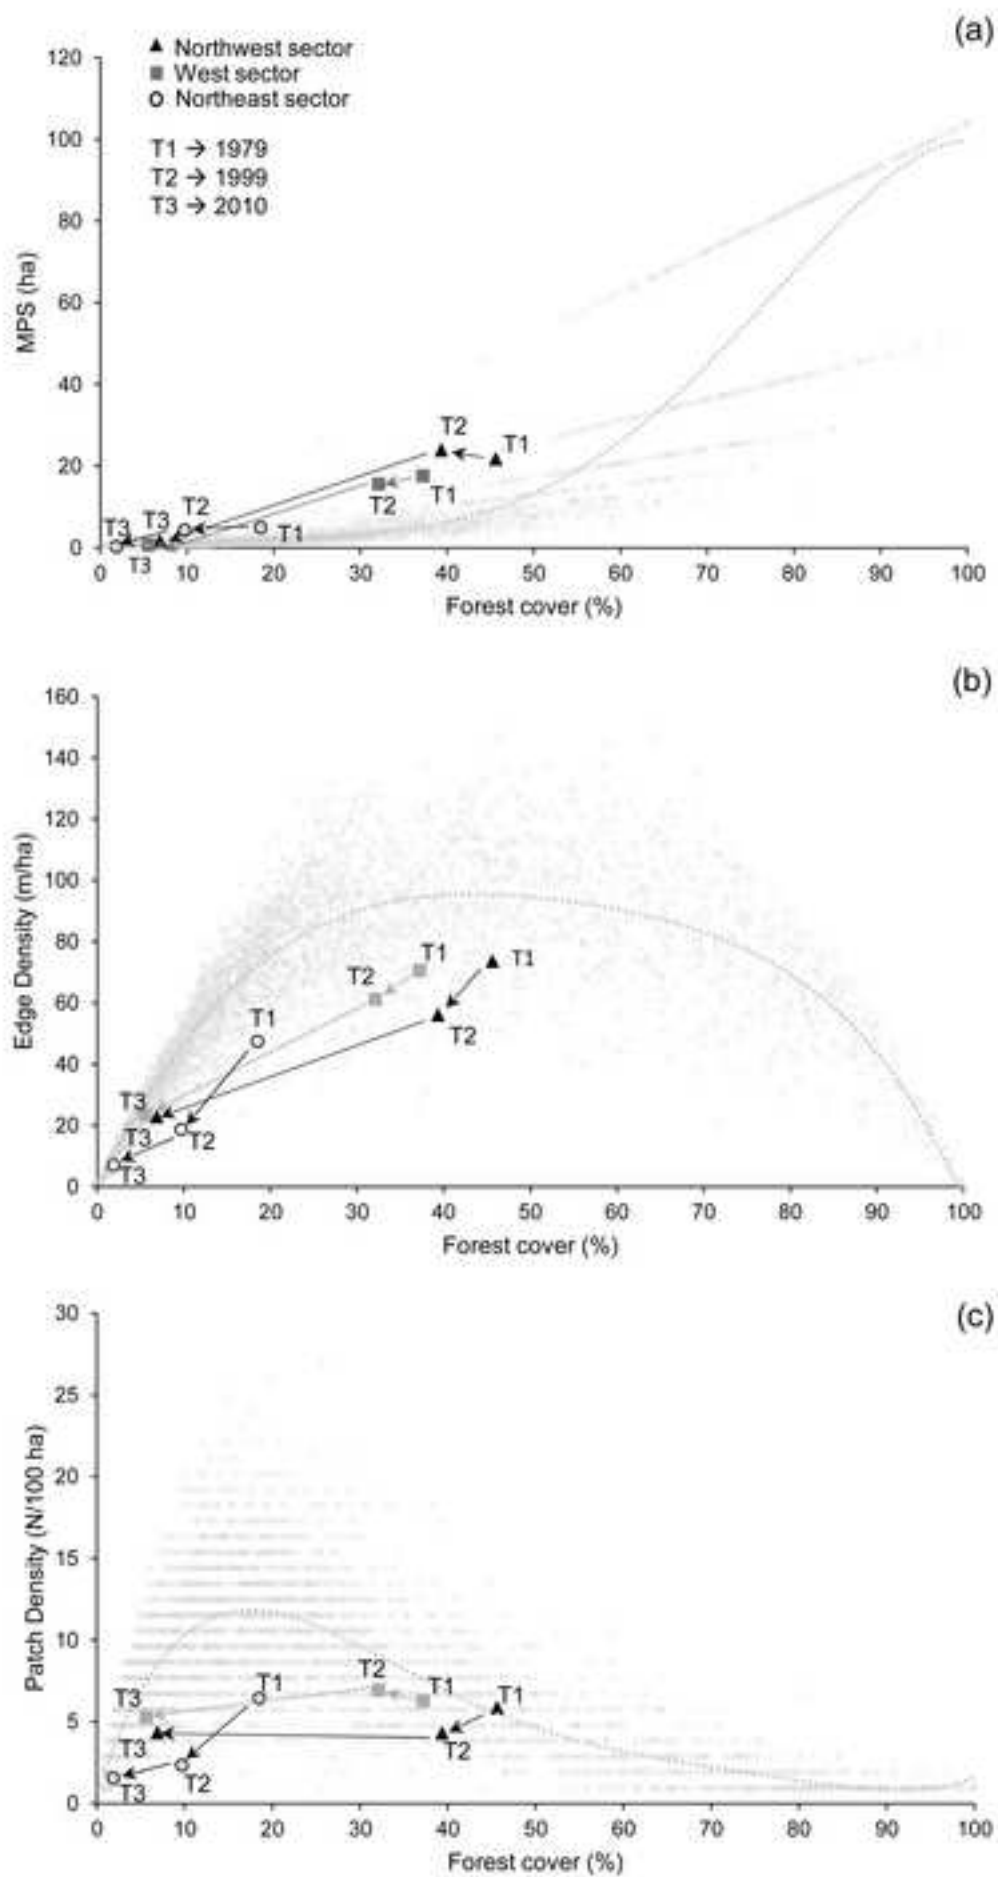 (a)
120
100
80
60
40
20
0
MPS (ha)
▲ Northwest sector
■ West sector
○ Northeast sector
T1 → 1979
T2 → 1999
T3 → 2010
T2
T1
T1
T2
T2
T1
T3
T3
T3
0 10 20 30 40 50 60 70 80 90 100
Forest cover (%)
(b)
160
140
120
100
80
60
40
20
0
Edge Density (m/ha)
T1
T1
T2
T1
T2
T3
T3
T2
T3
0 10 20 30 40 50 60 70 80 90 100
Forest cover (%)
(c)
30
25
20
15
10
5
0
Patch Density (N/100 ha)
T2
T1
T1
T1
T3
T3
T2
T2
T3
0 10 20 30 40 50 60 70 80 90 100
Forest cover (%)